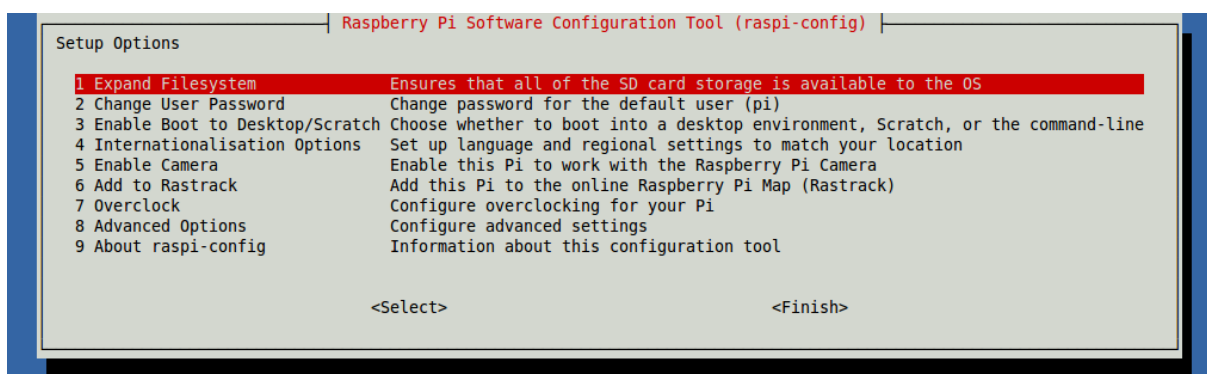 Raspberry Pi Software Configuration Tool (raspi-config)
Setup Options
1 Expand Filesystem Ensures that all of the SD card storage is available to the OS
2 Change User Password Change password for the default user (pi)
3 Enable Boot to Desktop/Scratch Choose whether to boot into a desktop environment, Scratch, or the command-line
4 Internationalisation Options Set up language and regional settings to match your location
5 Enable Camera Enable this Pi to work with the Raspberry Pi Camera
6 Add to Rastrack Add this Pi to the online Raspberry Pi Map (Rastrack)
7 Overclock Configure overclocking for your Pi
8 Advanced Options Configure advanced settings
9 About raspi-config Information about this configuration tool
<Select> <Finish>